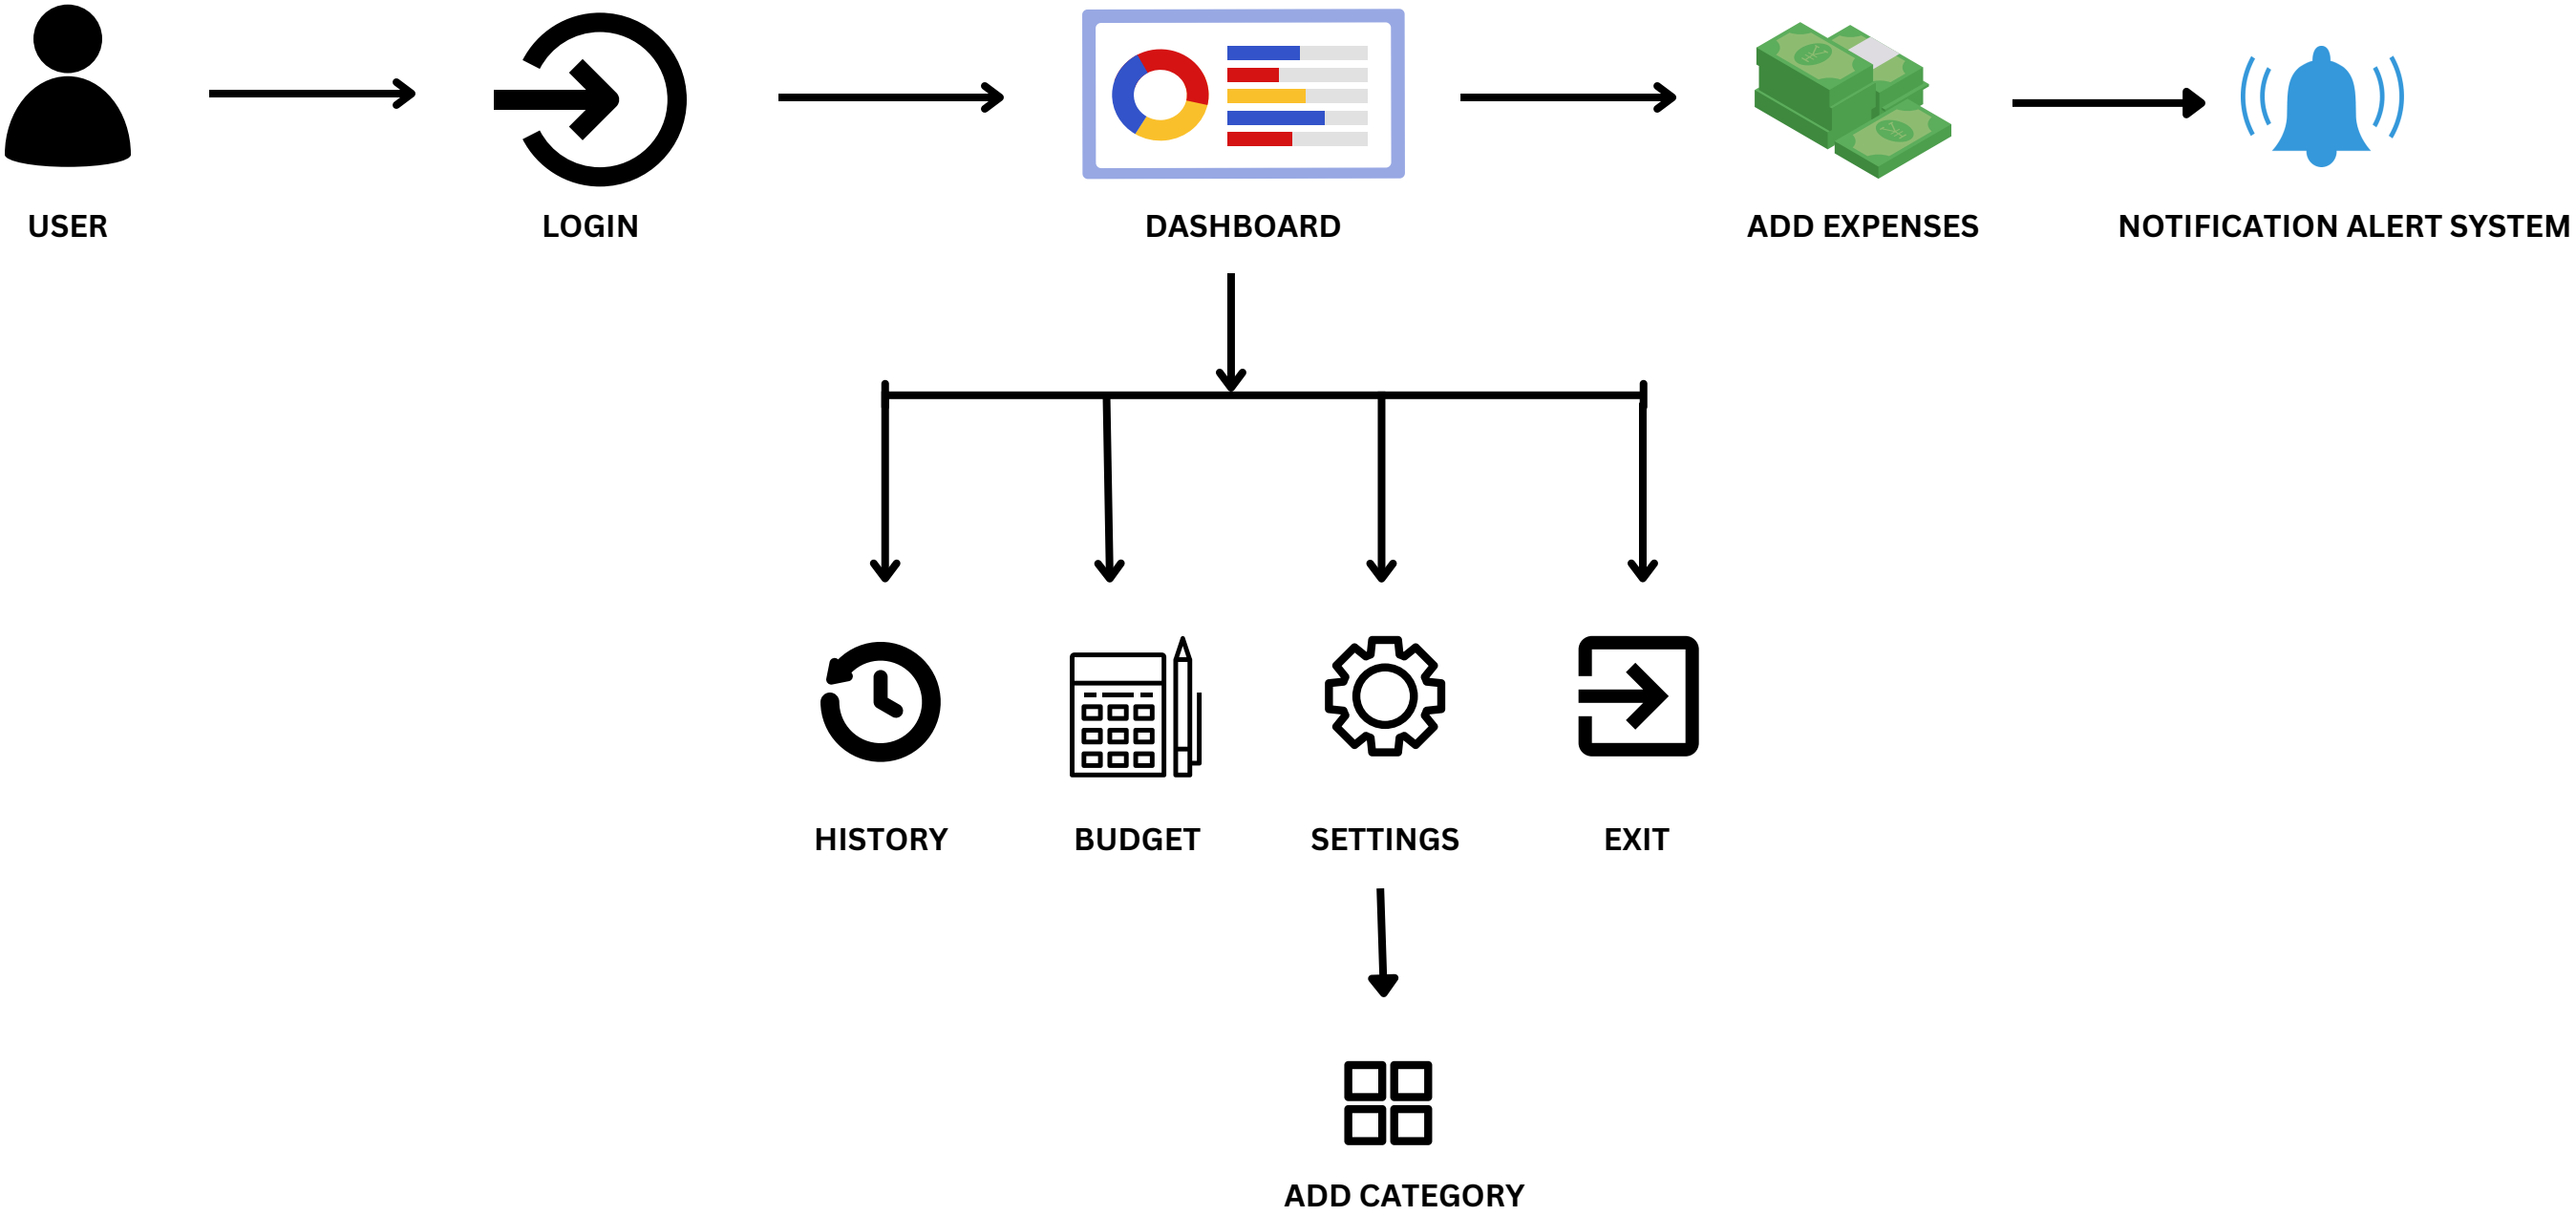 USER
LOGIN
DASHBOARD
ADD EXPENSES
NOTIFICATION ALERT SYSTEM
HISTORY
BUDGET
SETTINGS
EXIT
ADD CATEGORY